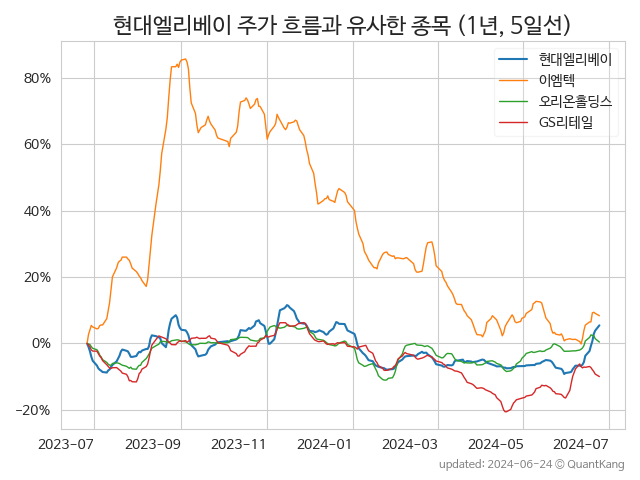 현대엘리베이 주가 흐름과 유사한 종목 (1년, 5일선)
현대엘리베이
이엠텍
오리온홀딩스
GS리테일
80%
60%
40%
20%
0%
−20%
2023-07 2023-09 2023-11 2024-01 2024-03 2024-05 2024-07
updated: 2024-06-24 © QuantKang